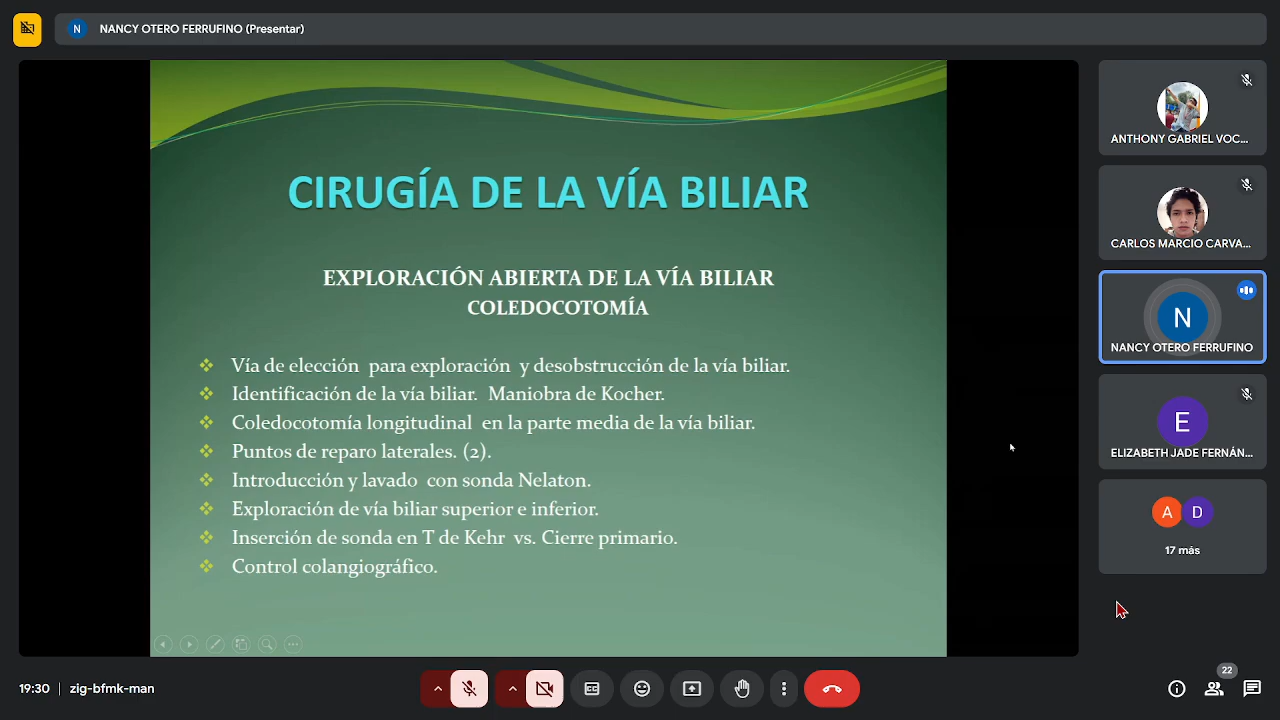 N NANCY OTERO FERRUFINO (Presentar)
CIRUGÍA DE LA VÍA BILIAR
EXPLORACIÓN ABIERTA DE LA VÍA BILIAR
COLEDOCOTOMÍA
Vía de elección para exploración y desobstrucción de la vía biliar.
Identificación de la vía biliar. Maniobra de Kocher.
Coledocotomía longitudinal en la parte media de la vía biliar.
Puntos de reparo laterales. (2).
Introducción y lavado con sonda Nelaton.
Exploración de vía biliar superior e inferior.
Inserción de sonda en T de Kehr vs. Cierre primario.
Control colangiográfico.
ANTHONY GABRIEL VOC...
CARLOS MARCIO CARVA...
N
NANCY OTERO FERRUFINO
E
ELIZABETH JADE FERNÁN...
A D
17 más
19:30 | zig-bfmk-man
22